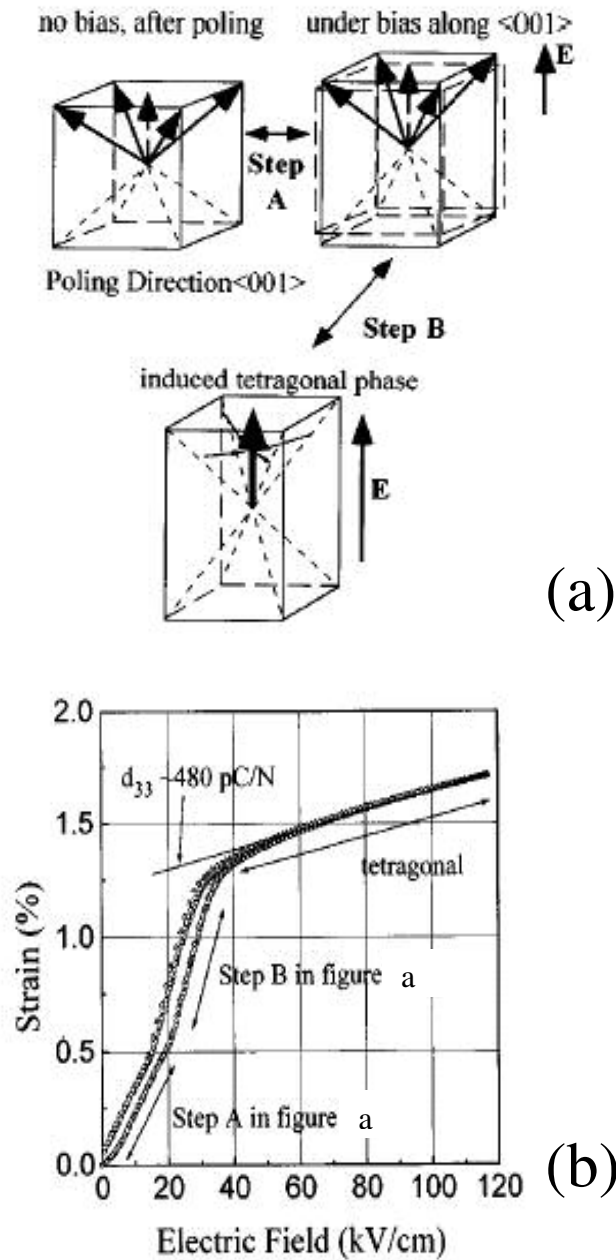 no bias, after poling
under bias along <001>
E
Step
A
Poling Direction<001>
Step B
induced tetragonal phase
E
(a)
2.0
1.5
1.0
0.5
0.0
Strain (%)
d33 ~480 pC/N
tetragonal
Step B in figure a
Step A in figure a
0 20 40 60 80 100 120
Electric Field (kV/cm)
(b)